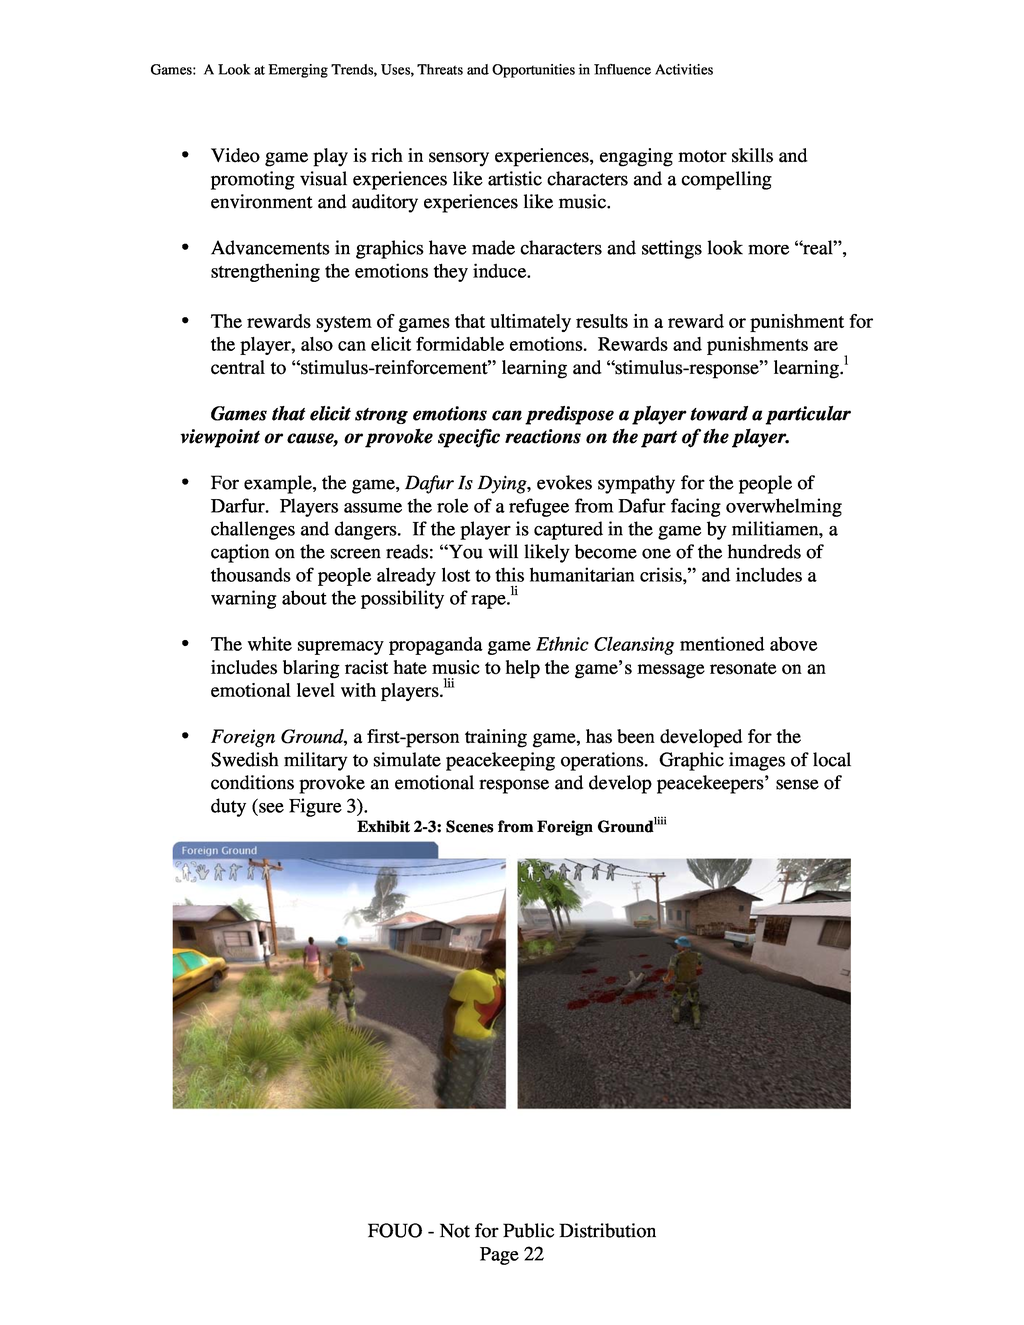 Games: A Look at Emerging Trends, Uses, Threats and Opportunities in Influence Activities
• Video game play is rich in sensory experiences, engaging motor skills and
promoting visual experiences like artistic characters and a compelling
environment and auditory experiences like music.
• Advancements in graphics have made characters and settings look more “real”,
strengthening the emotions they induce.
• The rewards system of games that ultimately results in a reward or punishment for
the player, also can elicit formidable emotions. Rewards and punishments are
central to “stimulus-reinforcement” learning and “stimulus-response” learning.l
Games that elicit strong emotions can predispose a player toward a particular
viewpoint or cause, or provoke specific reactions on the part of the player.
• For example, the game, Dafur Is Dying, evokes sympathy for the people of
Darfur. Players assume the role of a refugee from Dafur facing overwhelming
challenges and dangers. If the player is captured in the game by militiamen, a
caption on the screen reads: “You will likely become one of the hundreds of
thousands of people already lost to this humanitarian crisis,” and includes a
warning about the possibility of rape.li
• The white supremacy propaganda game Ethnic Cleansing mentioned above
includes blaring racist hate music to help the game’s message resonate on an
emotional level with players.lii
• Foreign Ground, a first-person training game, has been developed for the
Swedish military to simulate peacekeeping operations. Graphic images of local
conditions provoke an emotional response and develop peacekeepers’ sense of
duty (see Figure 3).
Exhibit 2-3: Scenes from Foreign Groundliii
Foreign Ground
FOUO - Not for Public Distribution
Page 22